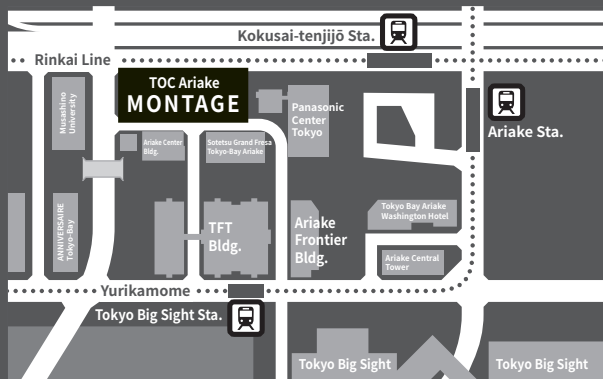 Kokusai-tenjijō Sta.
Rinkai Line
TOC Ariake
MONTAGE
Musashino
University
Panasonic
Center
Tokyo
Ariake Sta.
Ariake Center
Bldg.
Sotetsu Grand Fresa
Tokyo-Bay Ariake
ANNIVERSAIRE
Tokyo-Bay
TFT
Bldg.
Ariake
Frontier
Bldg.
Tokyo Bay Ariake
Washington Hotel
Ariake Central
Tower
Yurikamome
Tokyo Big Sight Sta.
Tokyo Big Sight
Tokyo Big Sight